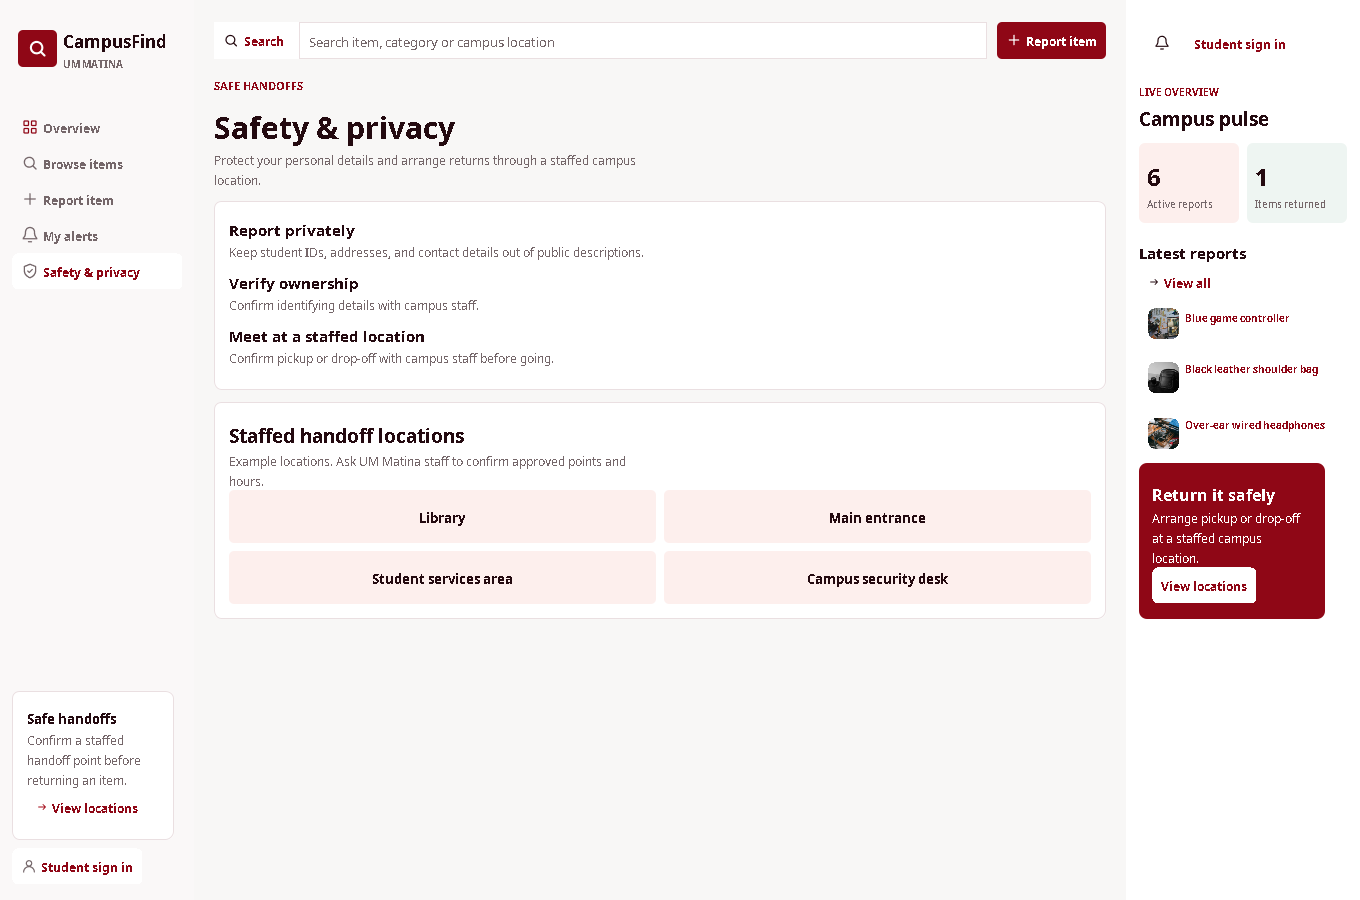 CampusFind
UM MATINA
Overview
Browse items
Report item
My alerts
Safety & privacy
Safe handoffs
Confirm a staffed
handoff point before
returning an item.
View locations
Student sign in
Search
Search item, category or campus location
Report item
SAFE HANDOFFS
Safety & privacy
Protect your personal details and arrange returns through a staffed campus
location.
Report privately
Keep student IDs, addresses, and contact details out of public descriptions.
Verify ownership
Confirm identifying details with campus staff.
Meet at a staffed location
Confirm pickup or drop-off with campus staff before going.
Staffed handoff locations
Example locations. Ask UM Matina staff to confirm approved points and
hours.
Library
Main entrance
Student services area
Campus security desk
Student sign in
LIVE OVERVIEW
Campus pulse
6
Active reports
1
Items returned
Latest reports
View all
Blue game controller
Black leather shoulder bag
Over-ear wired headphones
Return it safely
Arrange pickup or drop-off
at a staffed campus
location.
View locations